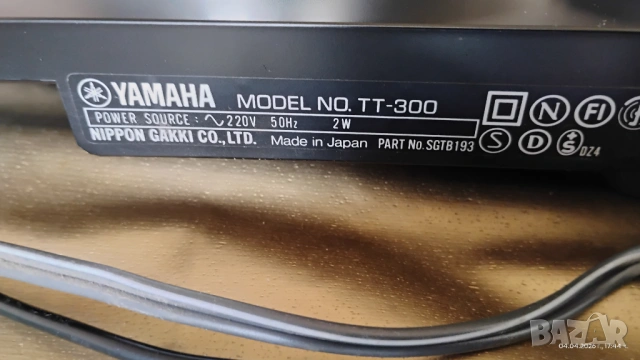 YAMAHA MODEL NO. TT-300
POWER SOURCE: ∿220V 50Hz 2W
NIPPON GAKKI CO., LTD. Made in Japan PART No. SGTB193
N FI
S D S DZ4
BAZAR
04.04.2026 17:44